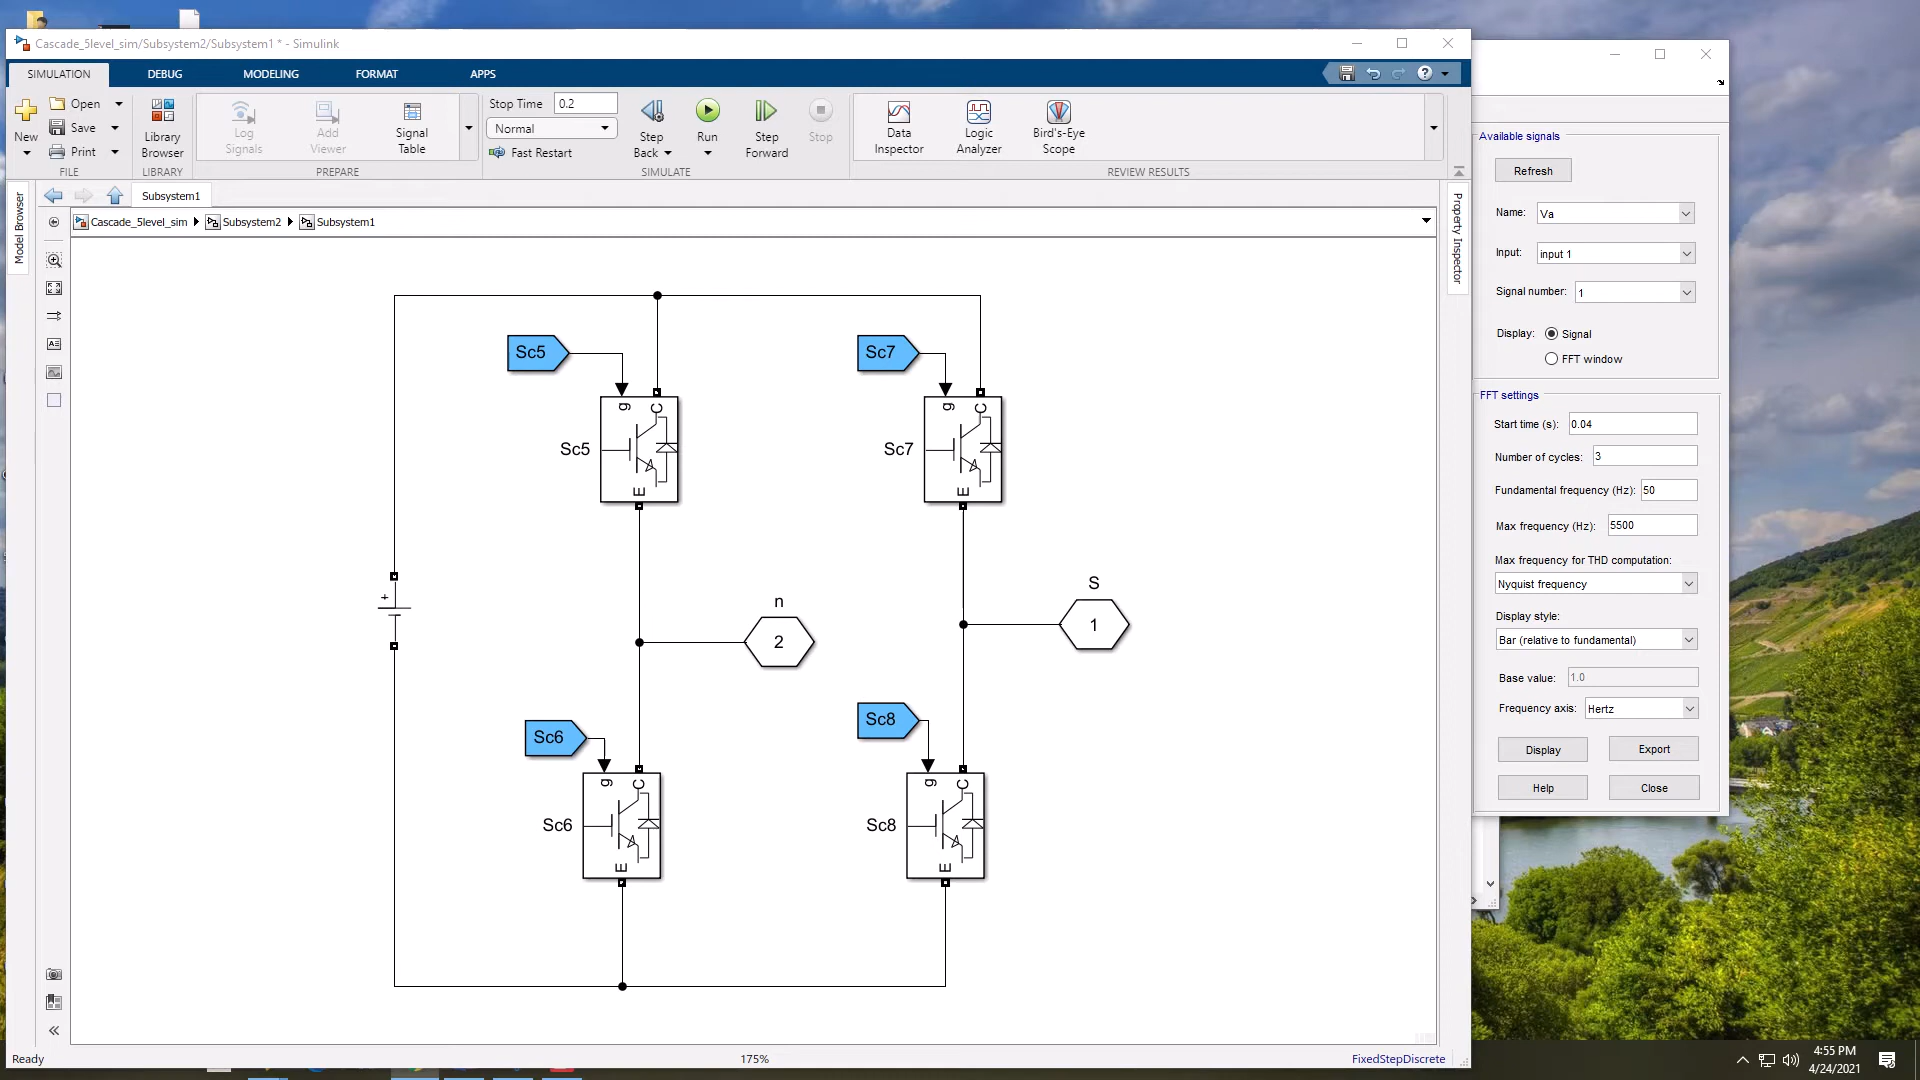 Cascade_5level_sim/Subsystem2/Subsystem1 * - Simulink
SIMULATION DEBUG MODELING FORMAT APPS
New
Open
Save
Print
FILE
Library Browser
LIBRARY
Log Signals
Add Viewer
Signal Table
PREPARE
Stop Time 0.2
Normal
Fast Restart
Step Back
Run
Step Forward
Stop
SIMULATE
Data Inspector
Logic Analyzer
Bird's-Eye Scope
REVIEW RESULTS
Model Browser
Subsystem1
Cascade_5level_sim Subsystem2 Subsystem1
Property Inspector
Sc5
Sc7
g C
g C
Sc5
Sc7
E
E
+
n
2
S
1
Sc6
Sc8
g C
g C
Sc6
Sc8
E
E
Ready
175%
FixedStepDiscrete
Available signals
Refresh
Name: Va
Input: input 1
Signal number: 1
Display: Signal
FFT window
FFT settings
Start time (s): 0.04
Number of cycles: 3
Fundamental frequency (Hz): 50
Max frequency (Hz): 5500
Max frequency for THD computation:
Nyquist frequency
Display style:
Bar (relative to fundamental)
Base value: 1.0
Frequency axis: Hertz
Display Export
Help Close
4:55 PM
4/24/2021